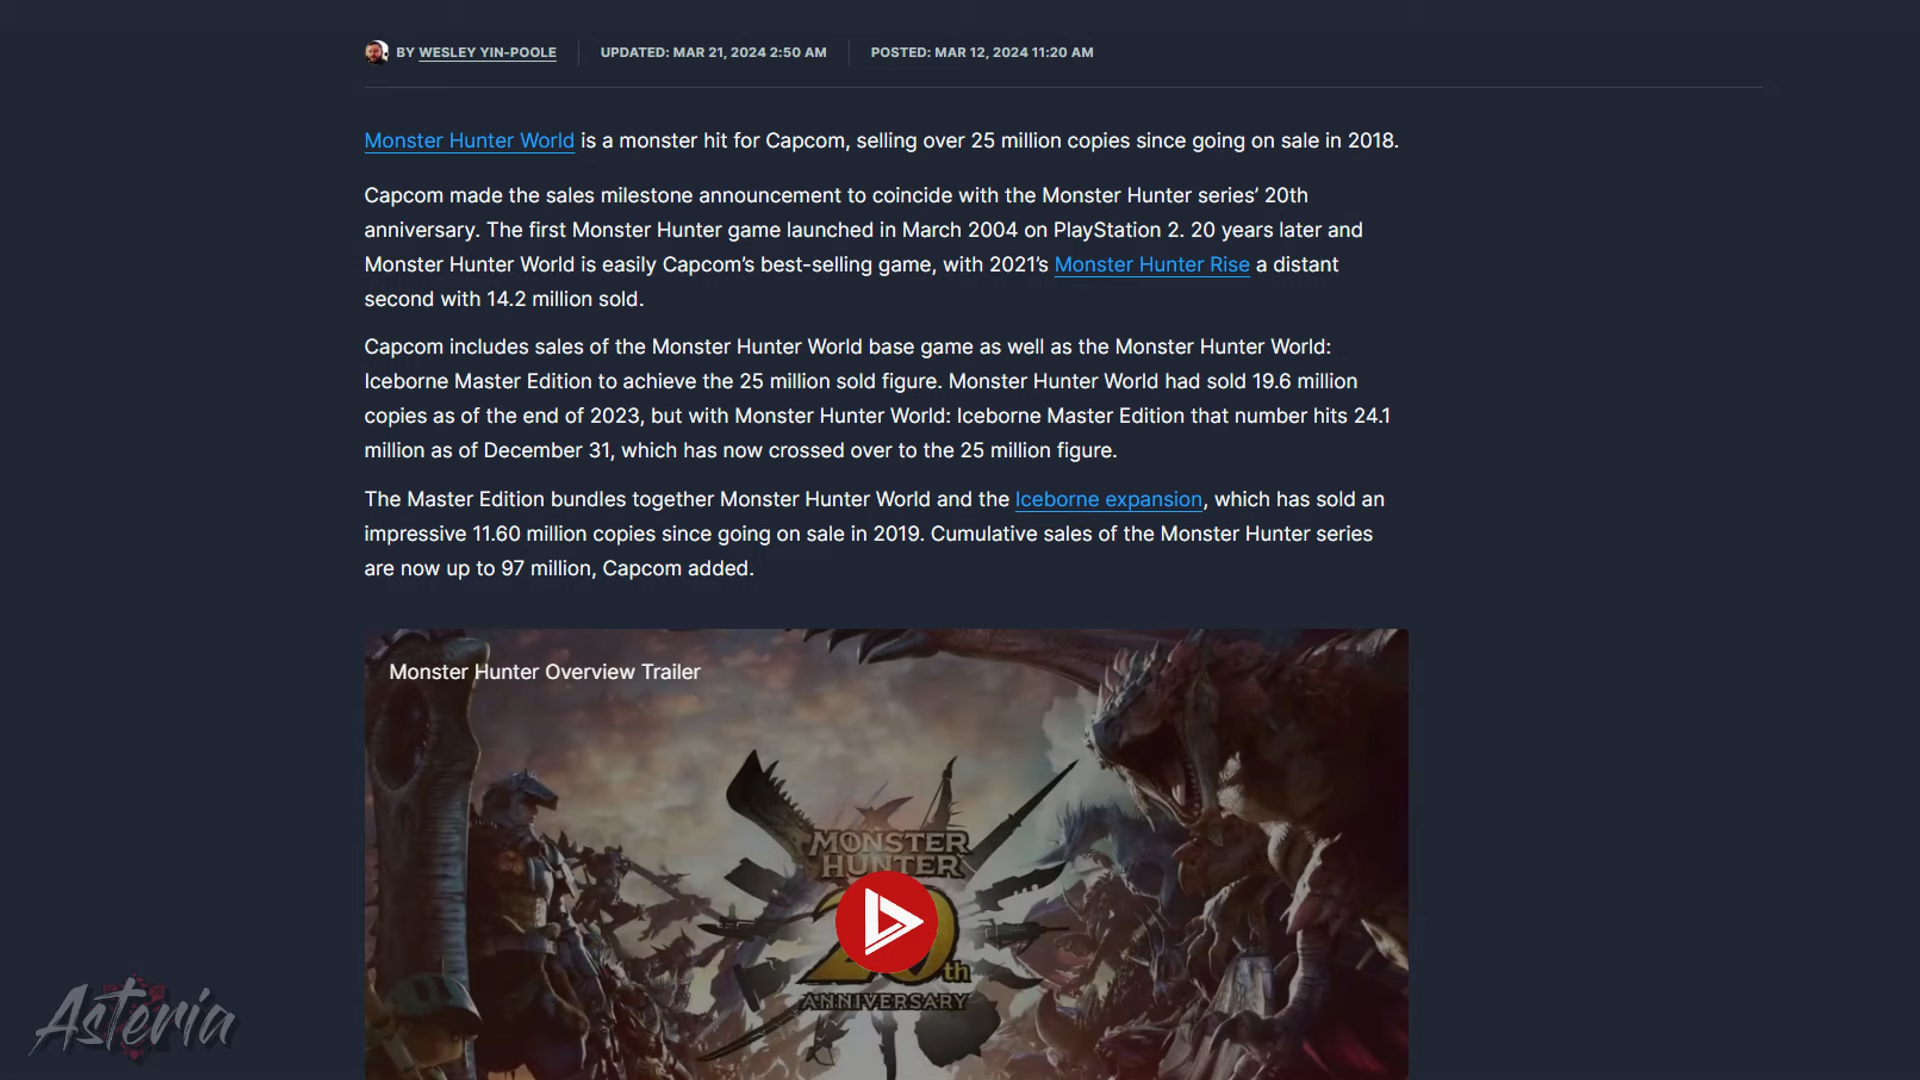 BY WESLEY YIN-POOLE UPDATED: MAR 21, 2024 2:50 AM POSTED: MAR 12, 2024 11:20 AM
Monster Hunter World is a monster hit for Capcom, selling over 25 million copies since going on sale in 2018.
Capcom made the sales milestone announcement to coincide with the Monster Hunter series’ 20th
anniversary. The first Monster Hunter game launched in March 2004 on PlayStation 2. 20 years later and
Monster Hunter World is easily Capcom’s best-selling game, with 2021’s Monster Hunter Rise a distant
second with 14.2 million sold.
Capcom includes sales of the Monster Hunter World base game as well as the Monster Hunter World:
Iceborne Master Edition to achieve the 25 million sold figure. Monster Hunter World had sold 19.6 million
copies as of the end of 2023, but with Monster Hunter World: Iceborne Master Edition that number hits 24.1
million as of December 31, which has now crossed over to the 25 million figure.
The Master Edition bundles together Monster Hunter World and the Iceborne expansion, which has sold an
impressive 11.60 million copies since going on sale in 2019. Cumulative sales of the Monster Hunter series
are now up to 97 million, Capcom added.
Monster Hunter Overview Trailer
MONSTER
HUNTER
20th
ANNIVERSARY
Asteria